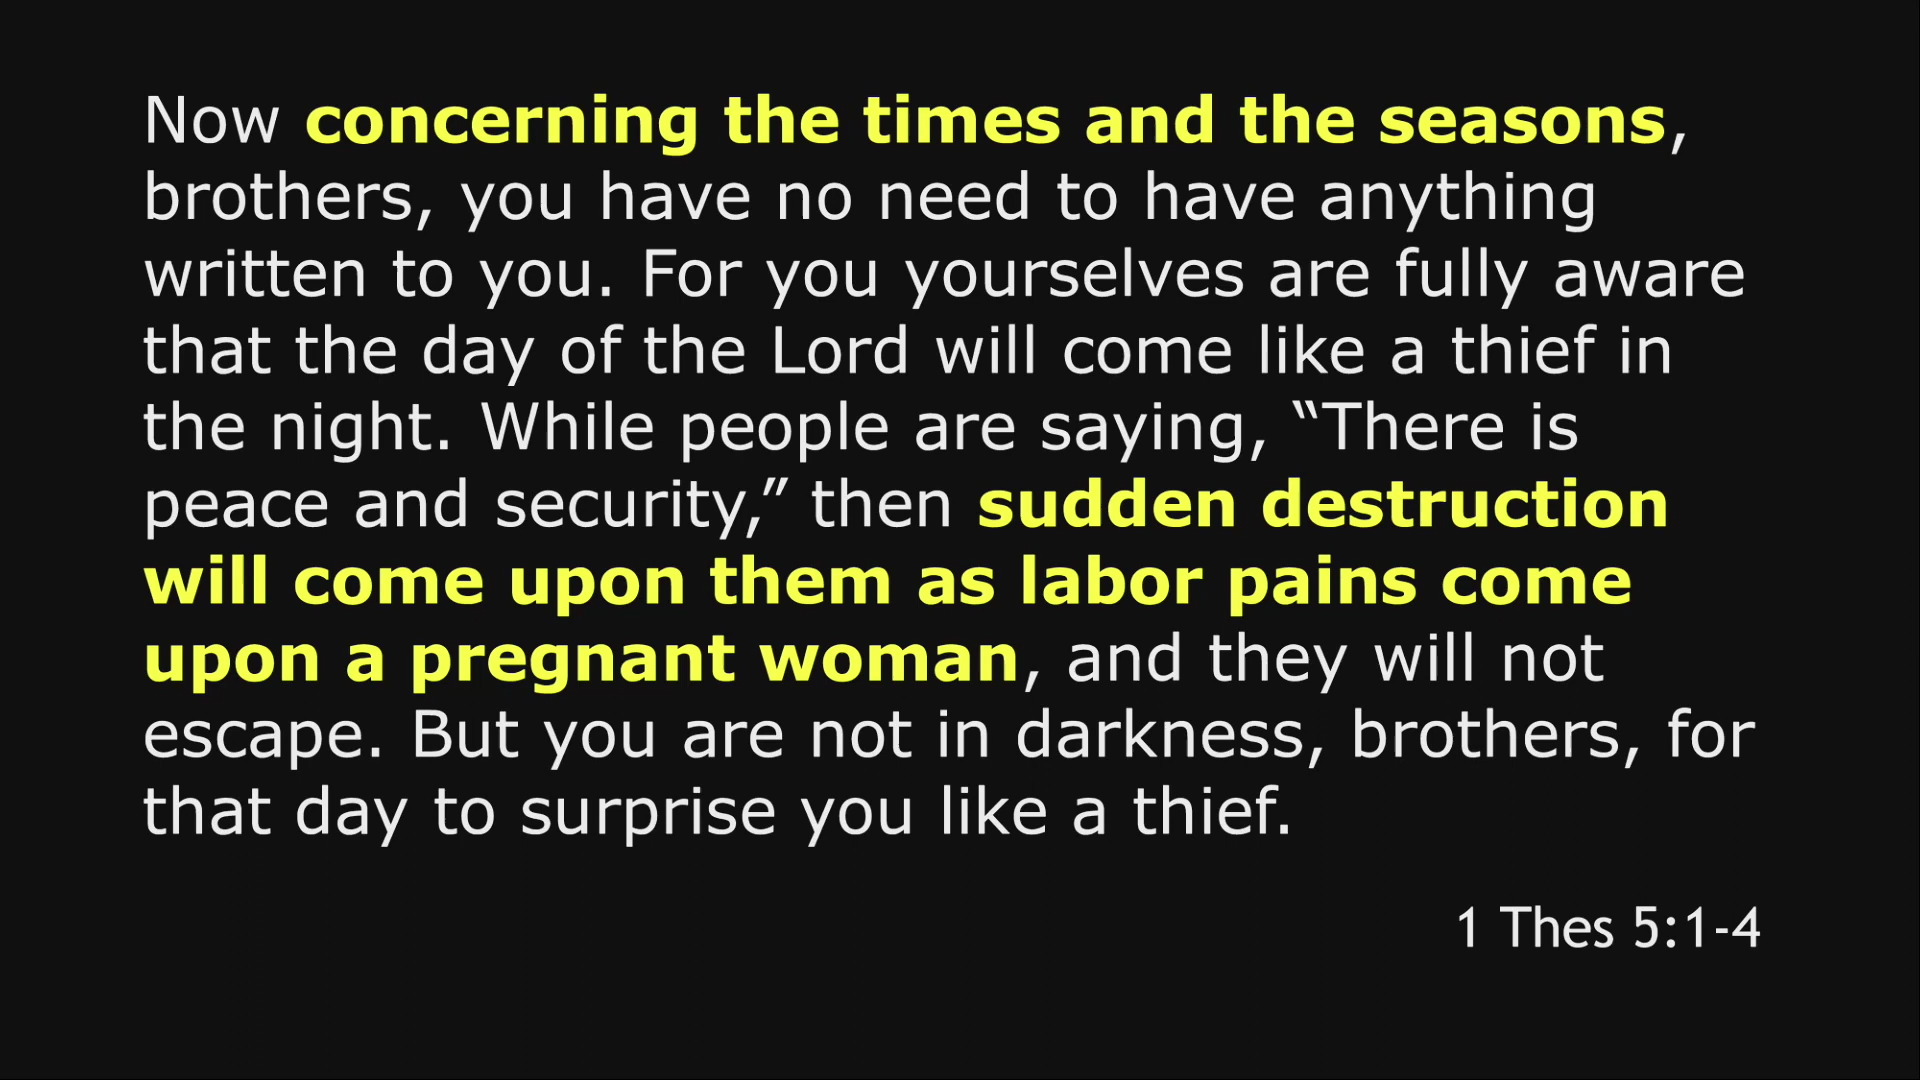 Now concerning the times and the seasons,
brothers, you have no need to have anything
written to you. For you yourselves are fully aware
that the day of the Lord will come like a thief in
the night. While people are saying, “There is
peace and security,” then sudden destruction
will come upon them as labor pains come
upon a pregnant woman, and they will not
escape. But you are not in darkness, brothers, for
that day to surprise you like a thief.
1 Thes 5:1-4